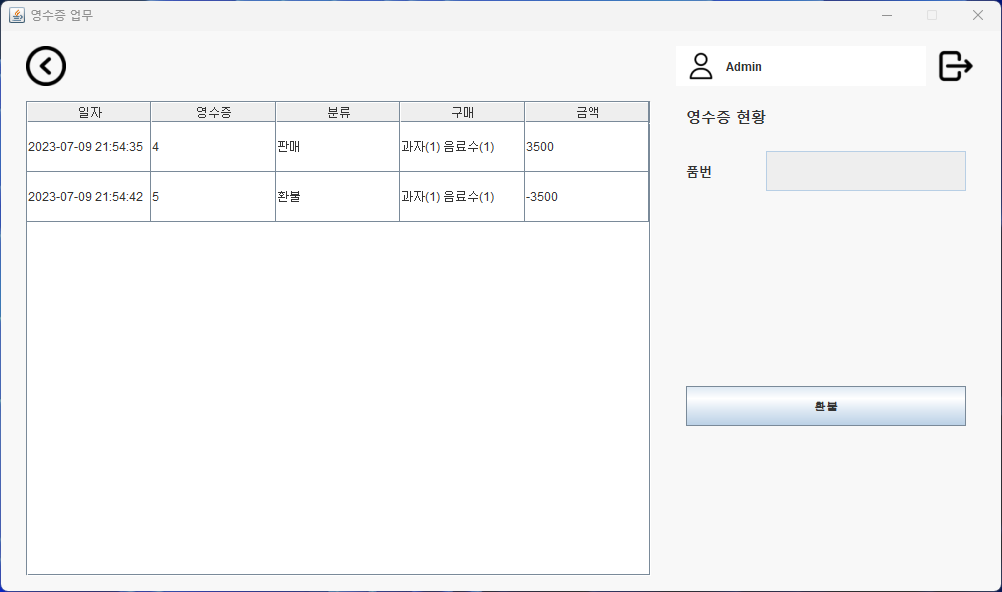 영수증 업무
Admin
일자 영수증 분류 구매 금액
2023-07-09 21:54:35 4 판매 과자(1) 음료수(1) 3500
2023-07-09 21:54:42 5 환불 과자(1) 음료수(1) -3500
영수증 현황
품번
환불